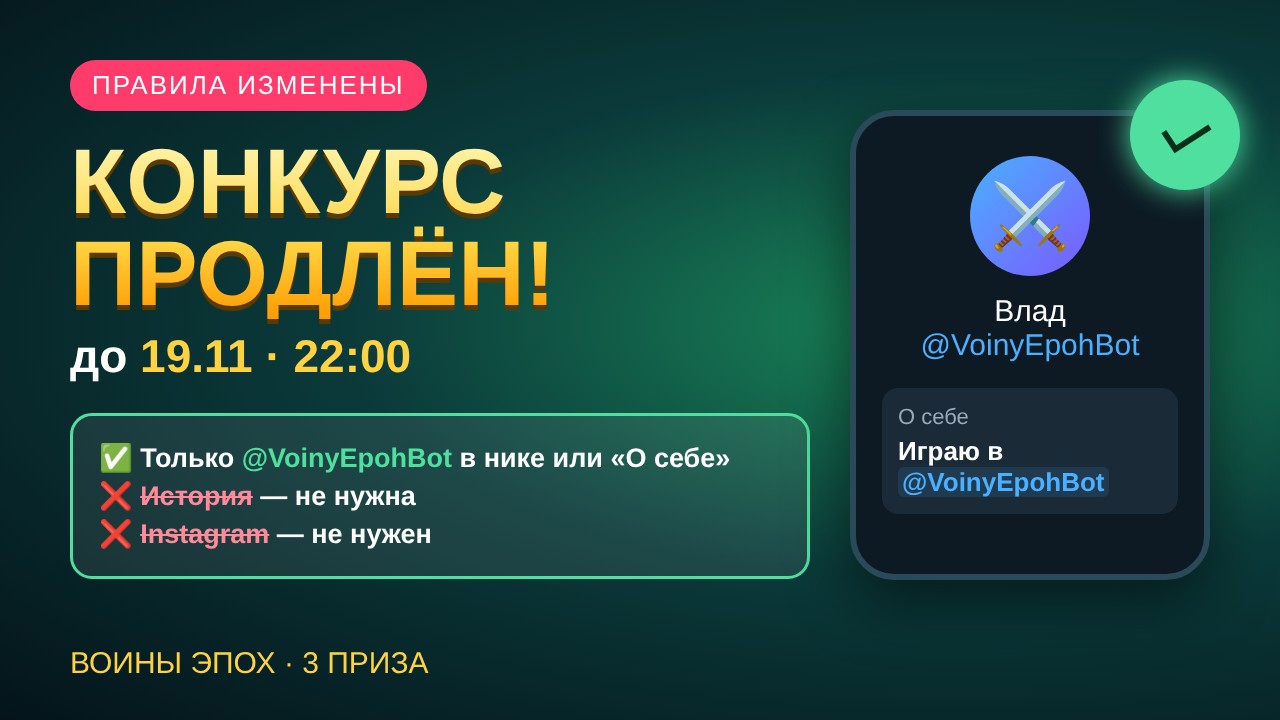 ПРАВИЛА ИЗМЕНЕНЫ
КОНКУРС
ПРОДЛЁН!
до 19.11 · 22:00
✅ Только @VoinyEpohBot в нике или «О себе»
❌ История — не нужна
❌ Instagram — не нужен
ВОИНЫ ЭПОХ · 3 ПРИЗА
Влад
@VoinyEpohBot
О себе
Играю в
@VoinyEpohBot